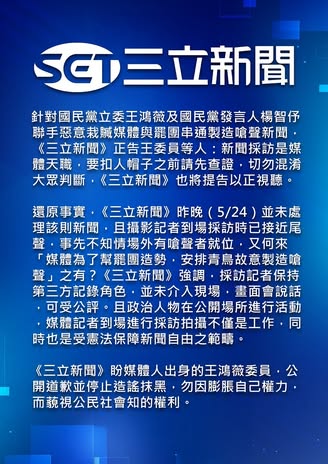 SET三立新聞
針對國民黨立委王鴻薇及國民黨發言人楊智伃
聯手惡意栽贓媒體與罷團串通製造嗆聲新聞，
《三立新聞》正告王委員等人：新聞採訪是媒
體天職，要扣人帽子之前請先查證，切勿混淆
大眾判斷，《三立新聞》也將提告以正視聽。
還原事實，《三立新聞》昨晚（5/24）並未處
理該則新聞，且攝影記者到場採訪時已接近尾
聲，事先不知情場外有嗆聲者就位，又何來
「媒體為了幫罷團造勢，安排青鳥故意製造嗆
聲」之有？《三立新聞》強調，採訪記者保持
第三方記錄角色，並未介入現場，畫面會說話
，可受公評。且政治人物在公開場所進行活動
，媒體記者到場進行採訪拍攝不僅是工作，同
時也是受憲法保障新聞自由之範疇。
《三立新聞》盼媒體人出身的王鴻薇委員，公
開道歉並停止造謠抹黑，勿因膨脹自己權力，
而藐視公民社會知的權利。